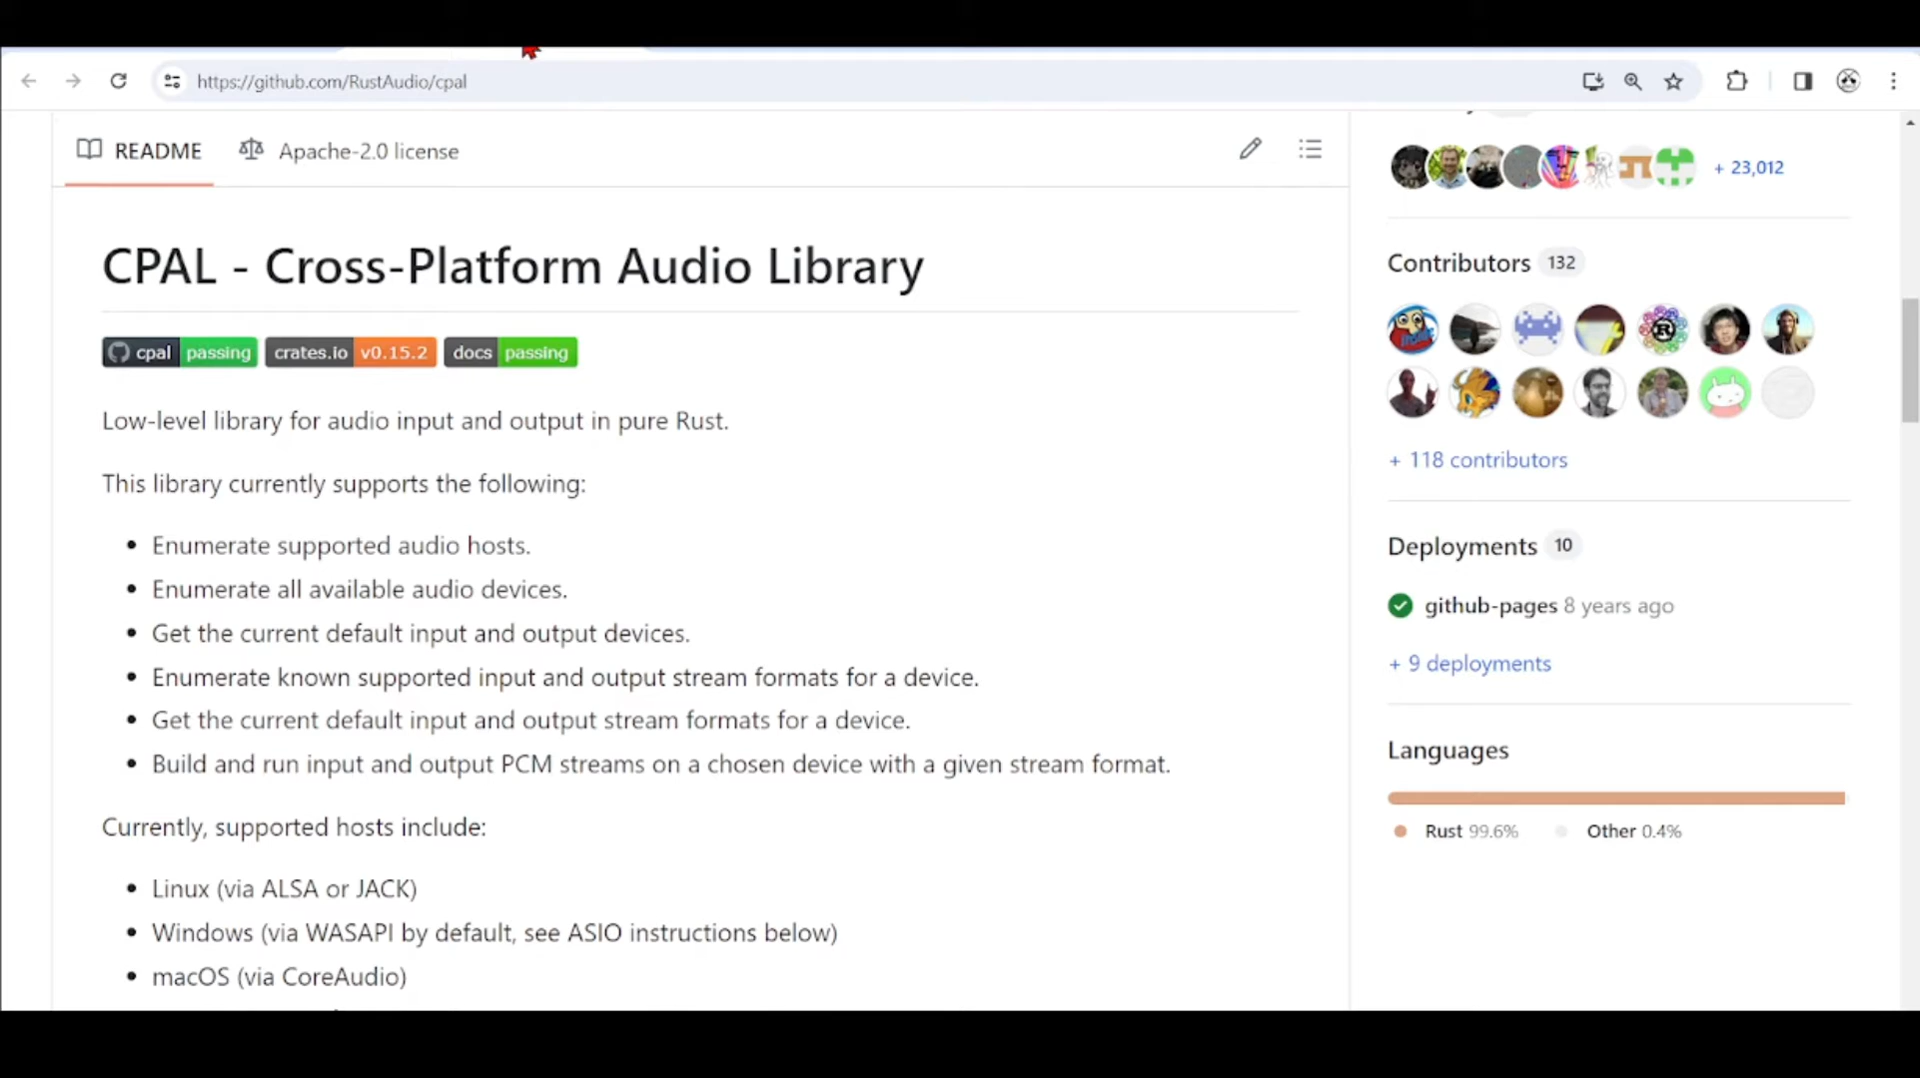 https://github.com/RustAudio/cpal
README
Apache-2.0 license
CPAL - Cross-Platform Audio Library
cpal passing
crates.io v0.15.2
docs passing
Low-level library for audio input and output in pure Rust.
This library currently supports the following:
• Enumerate supported audio hosts.
• Enumerate all available audio devices.
• Get the current default input and output devices.
• Enumerate known supported input and output stream formats for a device.
• Get the current default input and output stream formats for a device.
• Build and run input and output PCM streams on a chosen device with a given stream format.
Currently, supported hosts include:
• Linux (via ALSA or JACK)
• Windows (via WASAPI by default, see ASIO instructions below)
• macOS (via CoreAudio)
+ 23,012
Contributors 132
+ 118 contributors
Deployments 10
github-pages 8 years ago
+ 9 deployments
Languages
Rust 99.6%
Other 0.4%